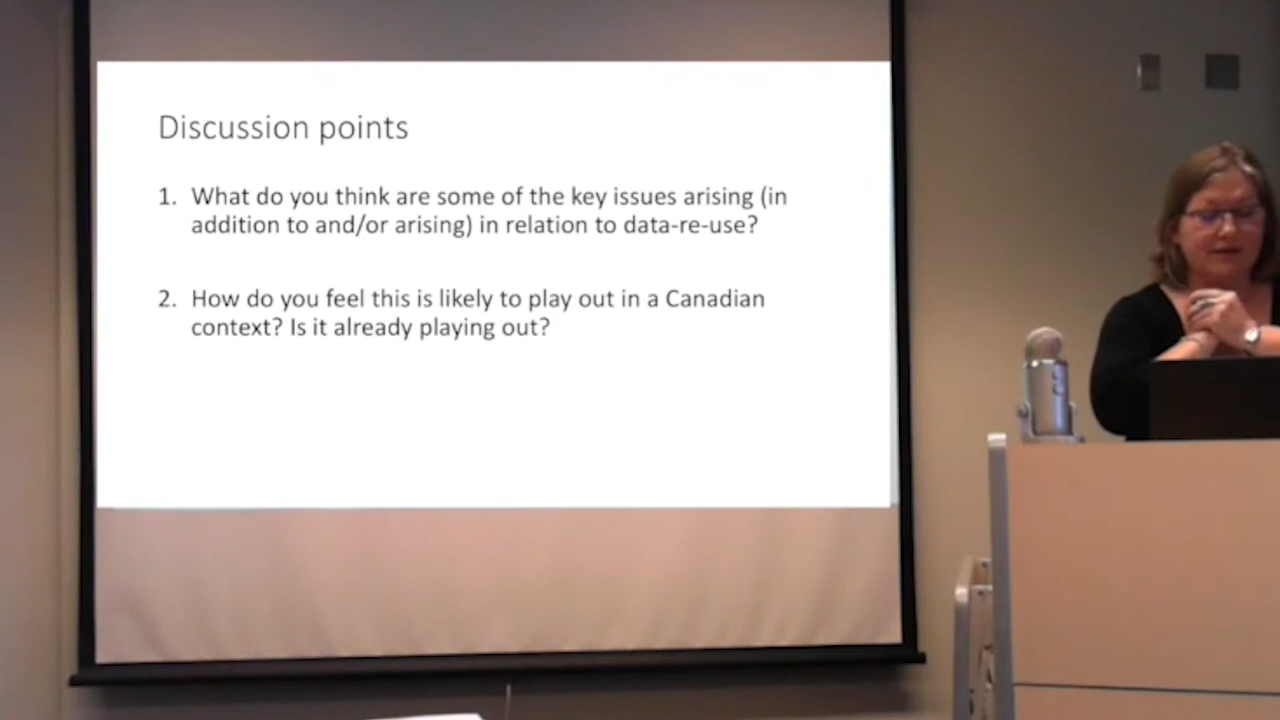 Discussion points
1. What do you think are some of the key issues arising (in
addition to and/or arising) in relation to data-re-use?
2. How do you feel this is likely to play out in a Canadian
context? Is it already playing out?